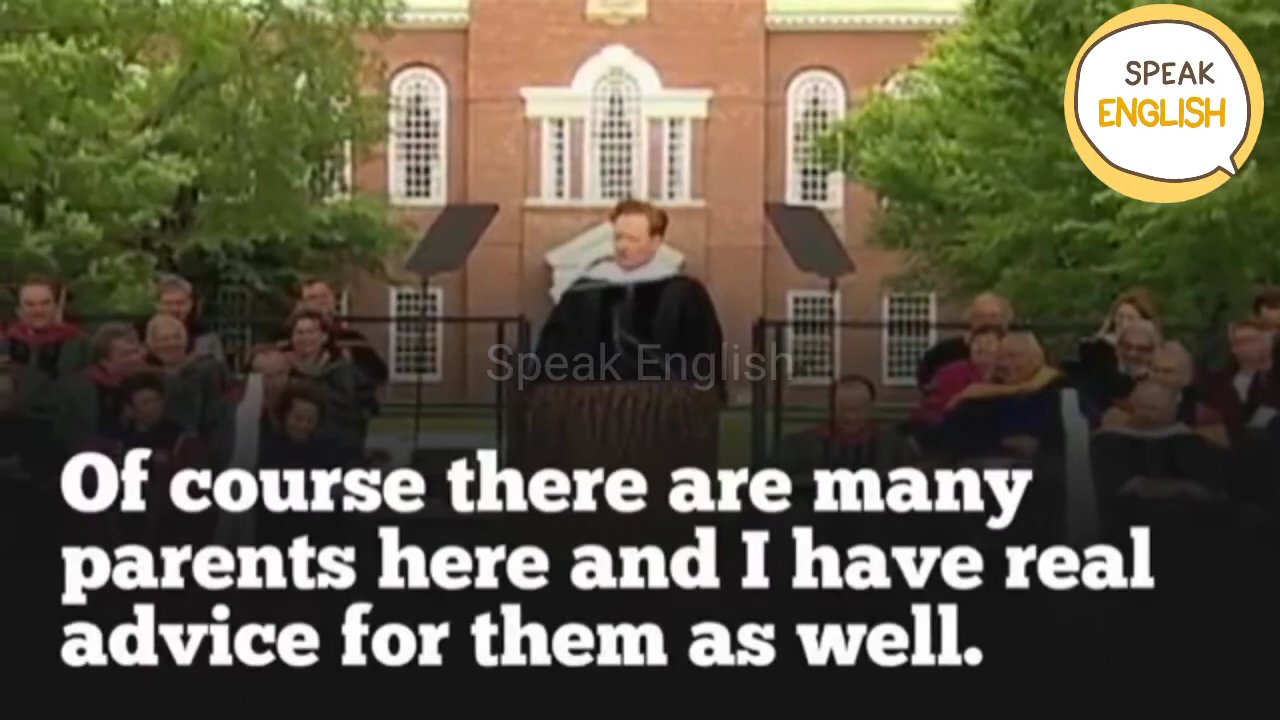 SPEAK
ENGLISH
Speak English
Of course there are many
parents here and I have real
advice for them as well.